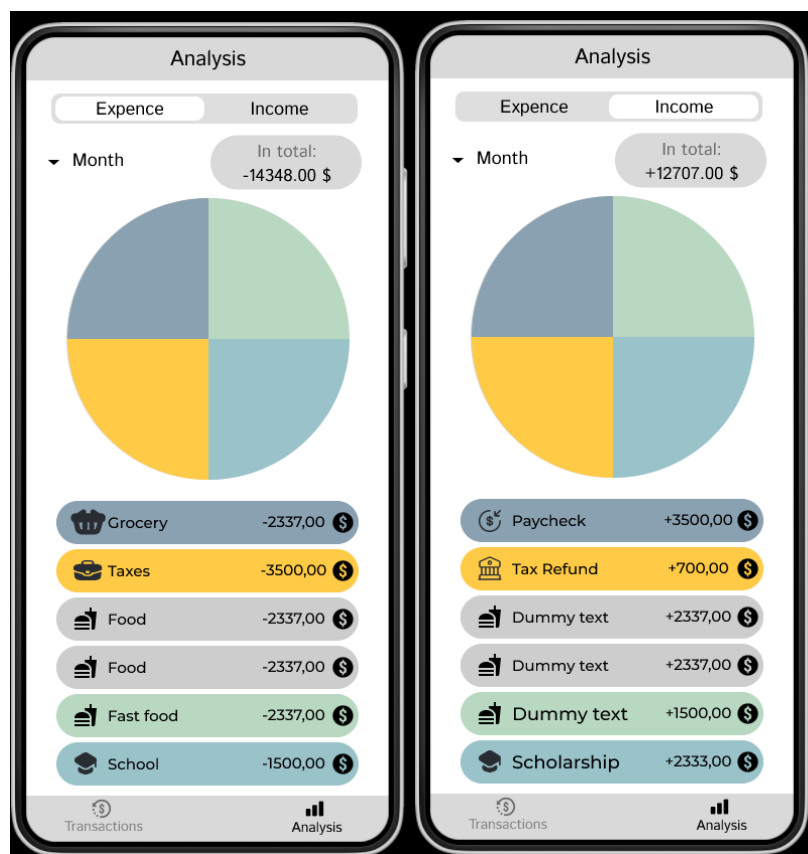 Analysis
Expence Income
Month
In total:
-14348.00 $
Grocery -2337,00 $
Taxes -3500,00 $
Food -2337,00 $
Food -2337,00 $
Fast food -2337,00 $
School -1500,00 $
$
Transactions Analysis
Analysis
Expence Income
Month
In total:
+12707.00 $
$ Paycheck +3500,00 $
Tax Refund +700,00 $
Dummy text +2337,00 $
Dummy text +2337,00 $
Dummy text +1500,00 $
Scholarship +2333,00 $
$
Transactions Analysis